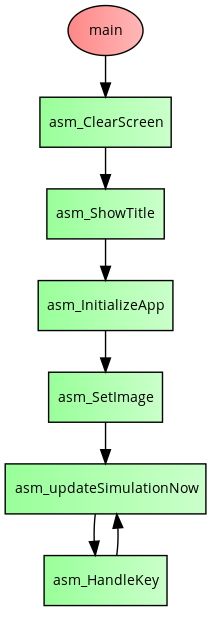 main
asm_ClearScreen
asm_ShowTitle
asm_InitializeApp
asm_SetImage
asm_updateSimulationNow
asm_HandleKey